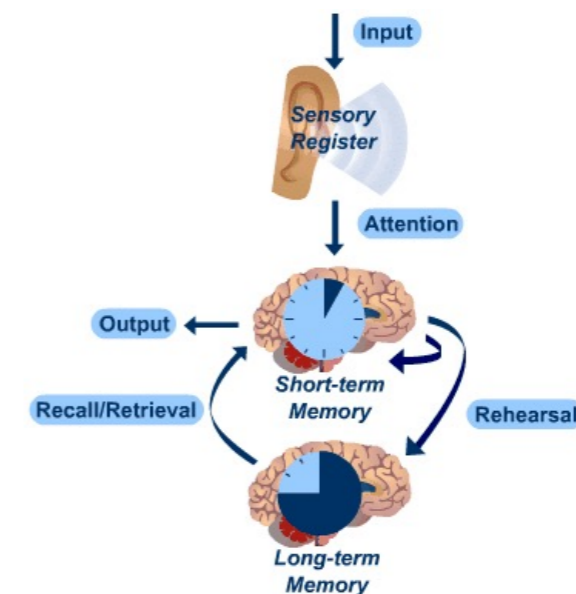 Input
Sensory
Register
Attention
Output
Short-term
Memory
Recall/Retrieval
Rehearsal
Long-term
Memory